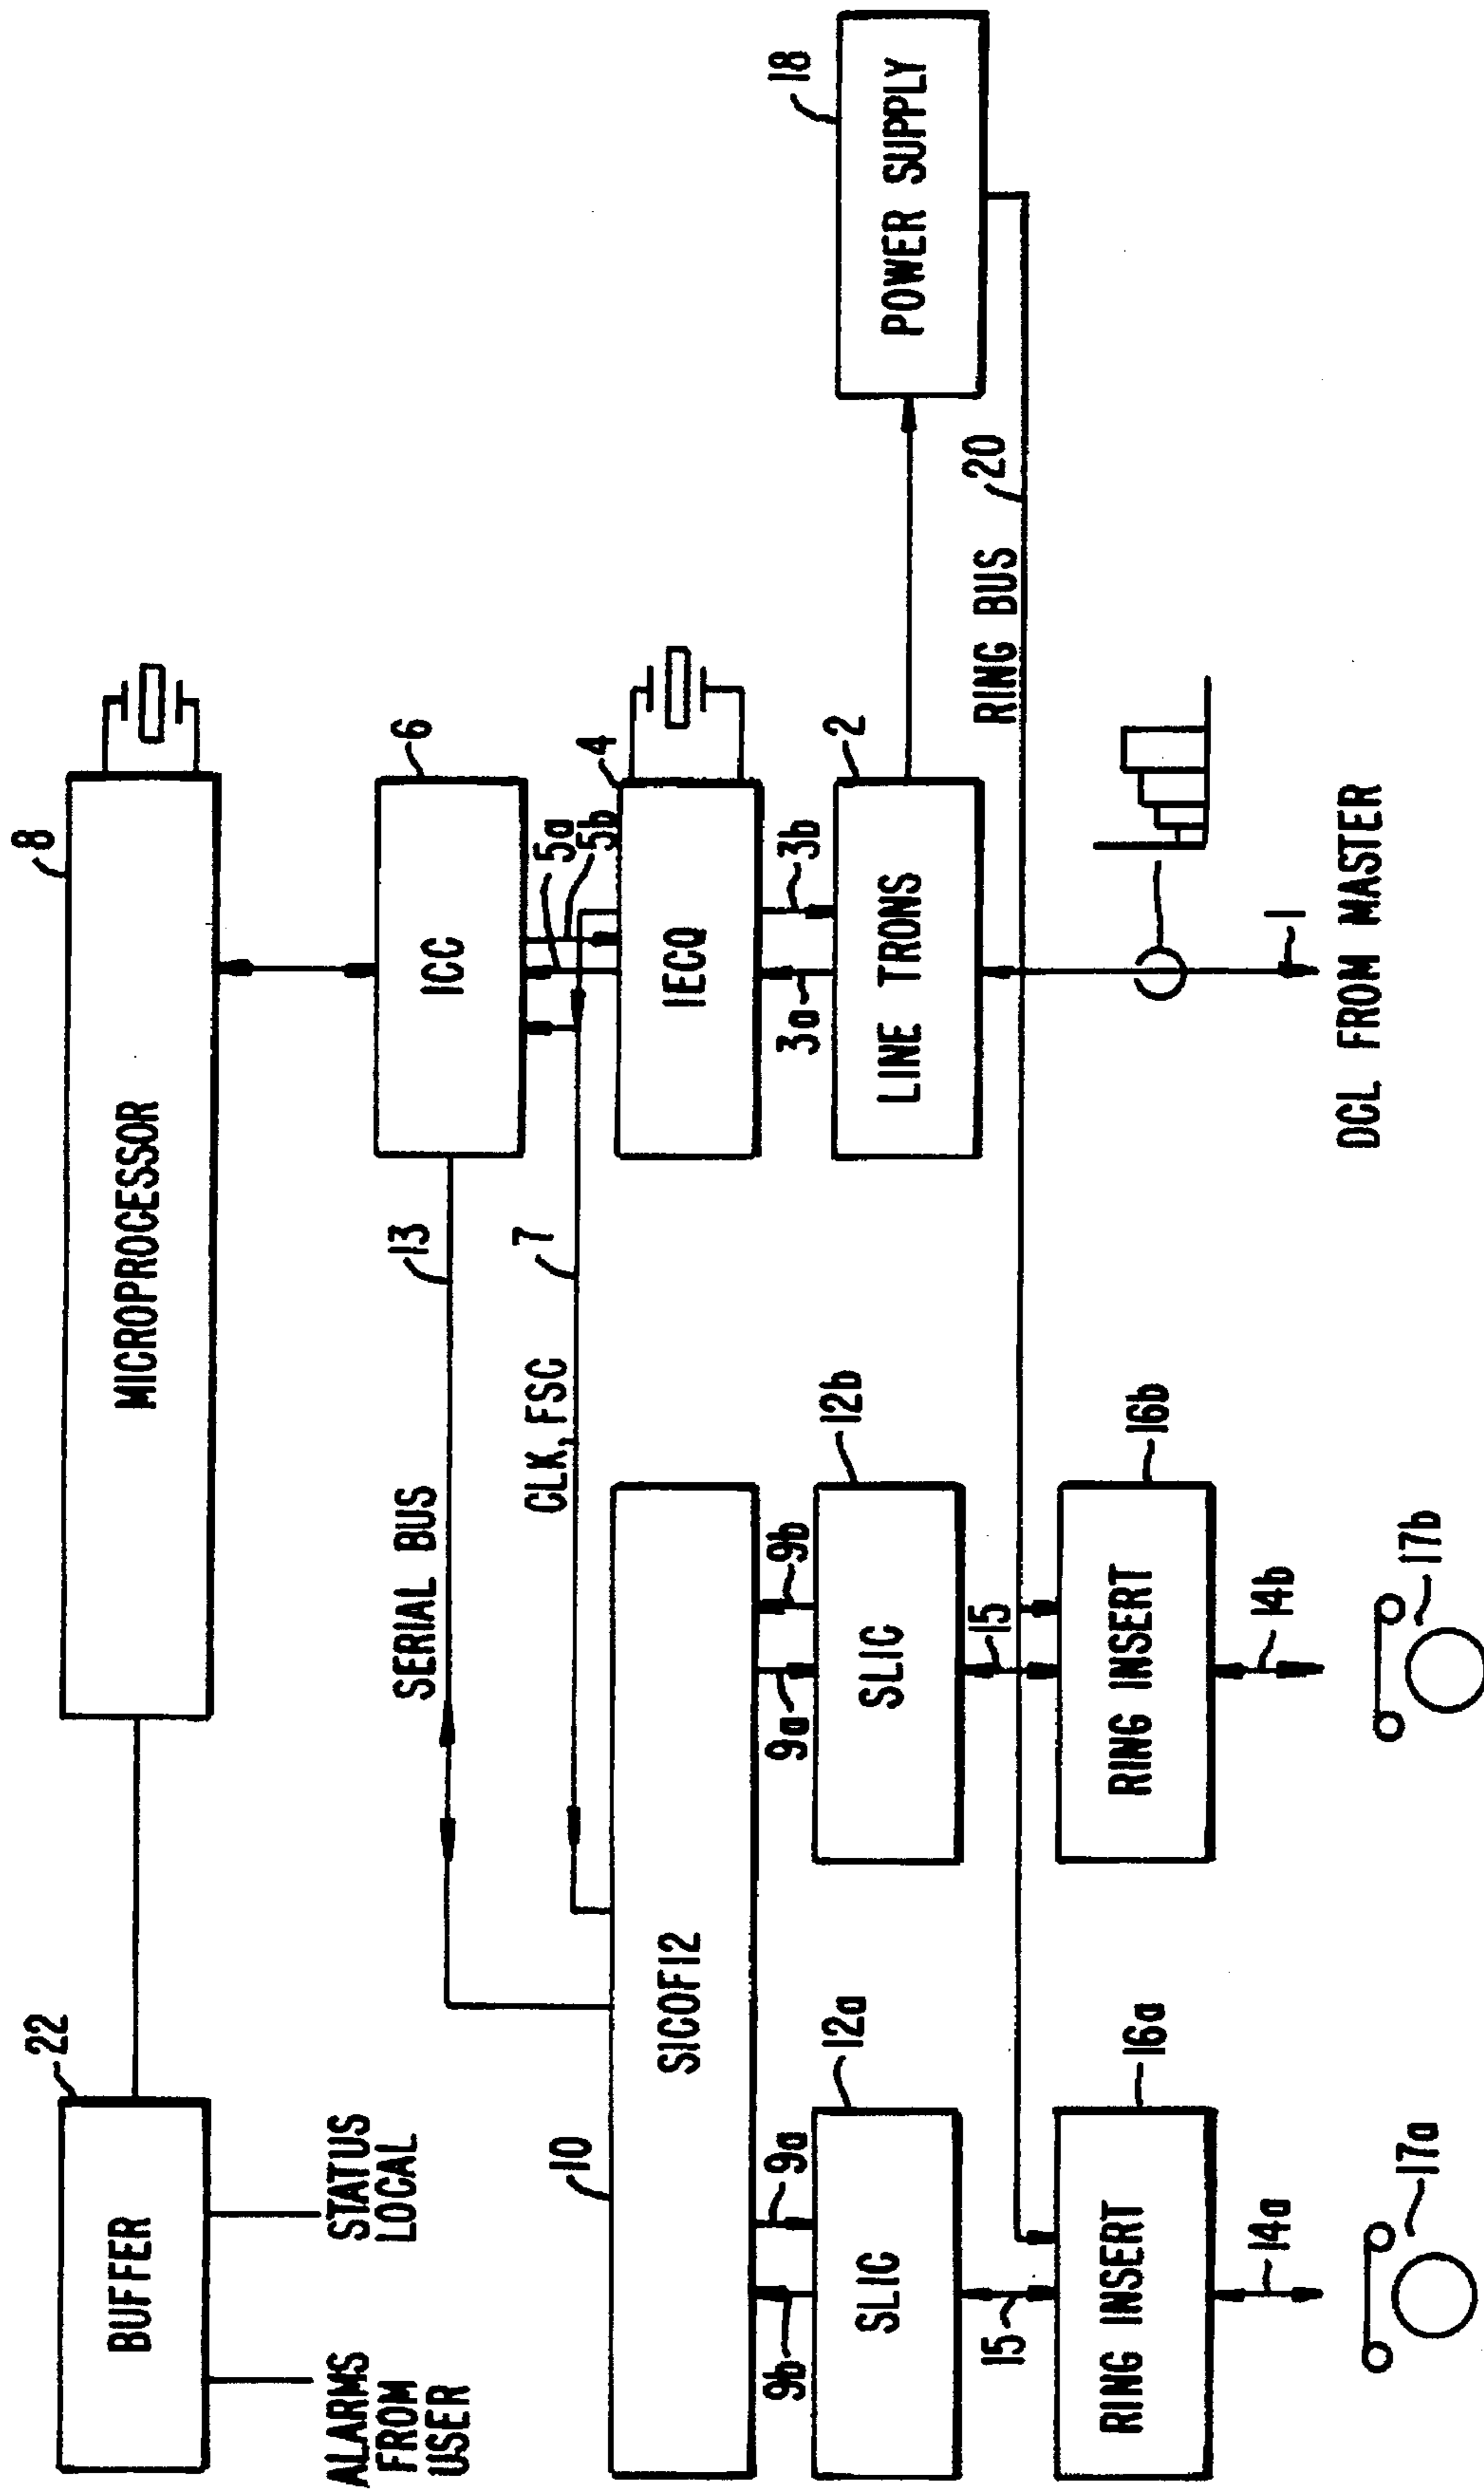 22
BUFFER
ALARMS
FROM
USER
STATUS
LOCAL
8
MICROPROCESSOR
SERIAL BUS
13
6
ICC
CLK,FSC
7
5a
5b
4
IECQ
3a
3b
2
LINE TRONS
18
POWER SUPPLY
10
SICOFI2
9b
9a
9a
9b
12a
SLIC
12b
SLIC
15
15
RING BUS
20
16a
RING INSERT
16b
RING INSERT
14a
14b
17a
17b
1
DCL FROM MASTER